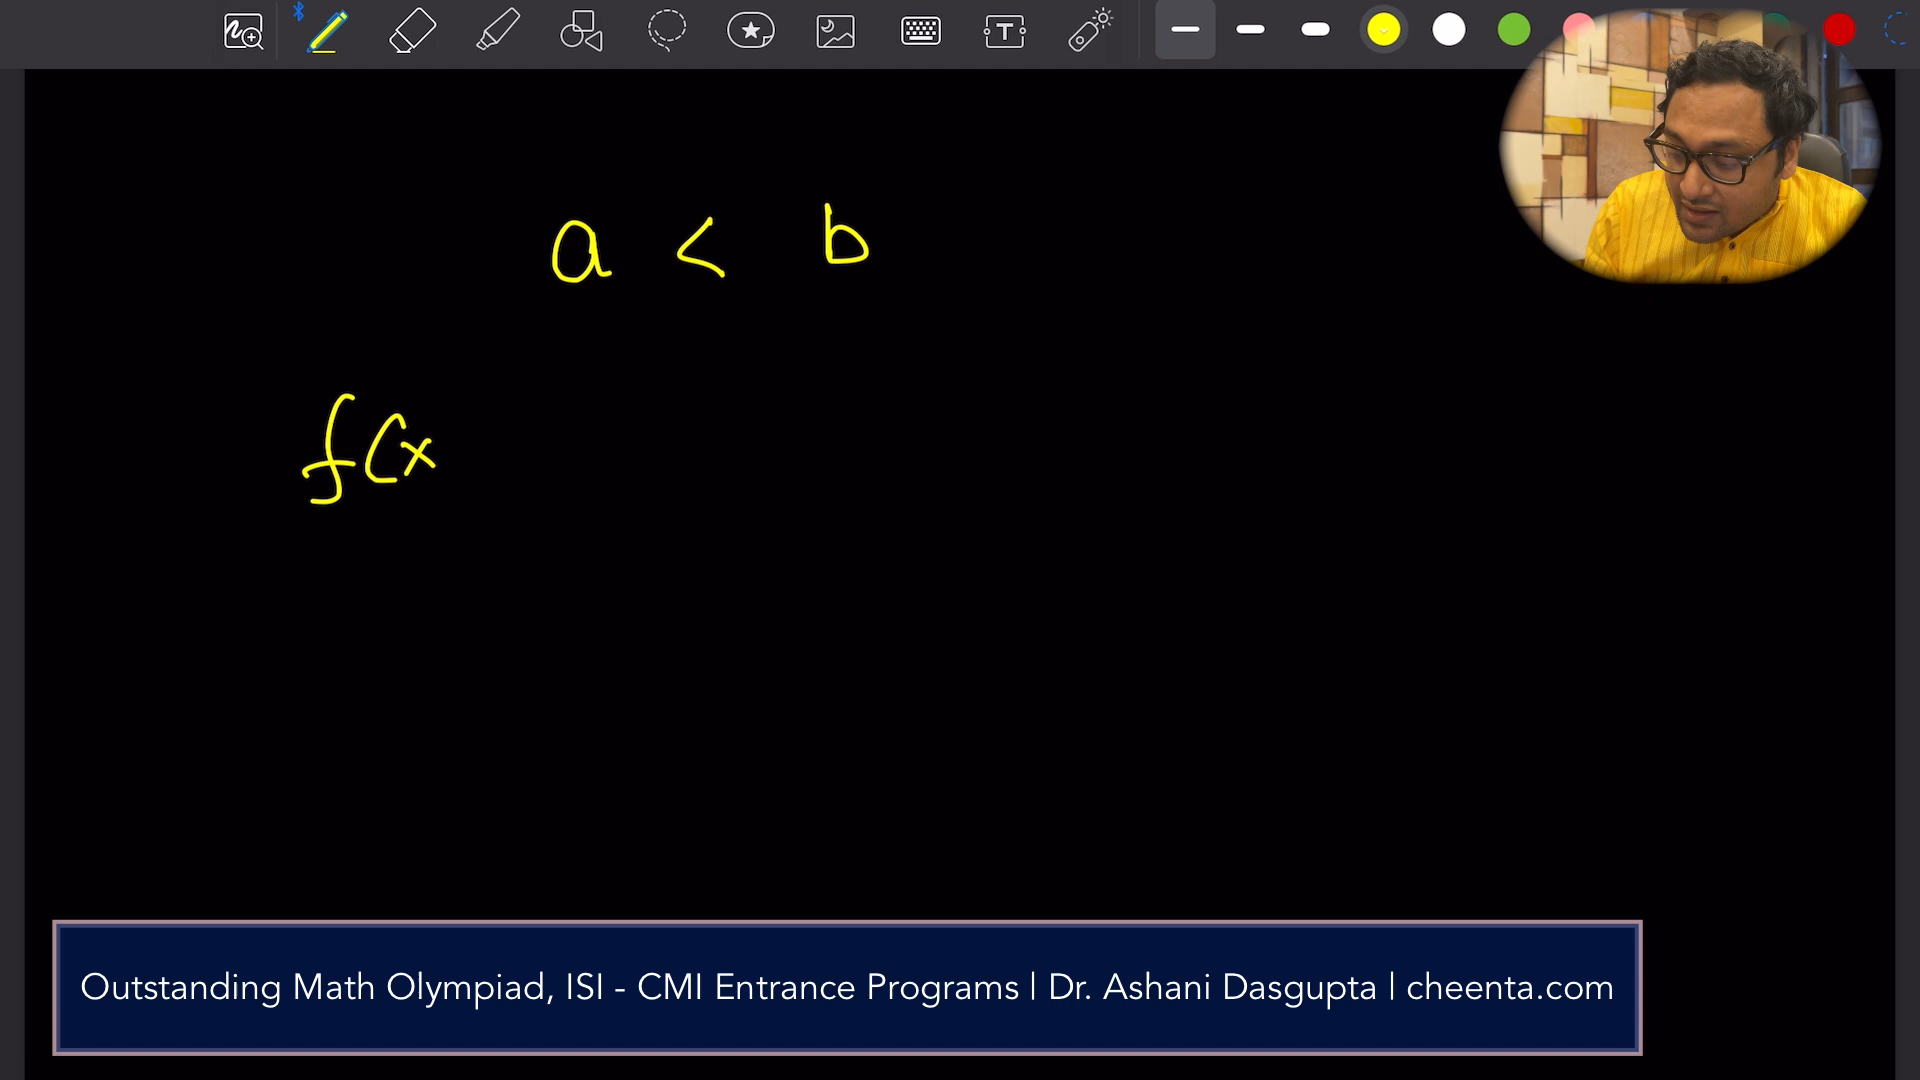 a < b
f(x
Outstanding Math Olympiad, ISI - CMI Entrance Programs | Dr. Ashani Dasgupta | cheenta.com